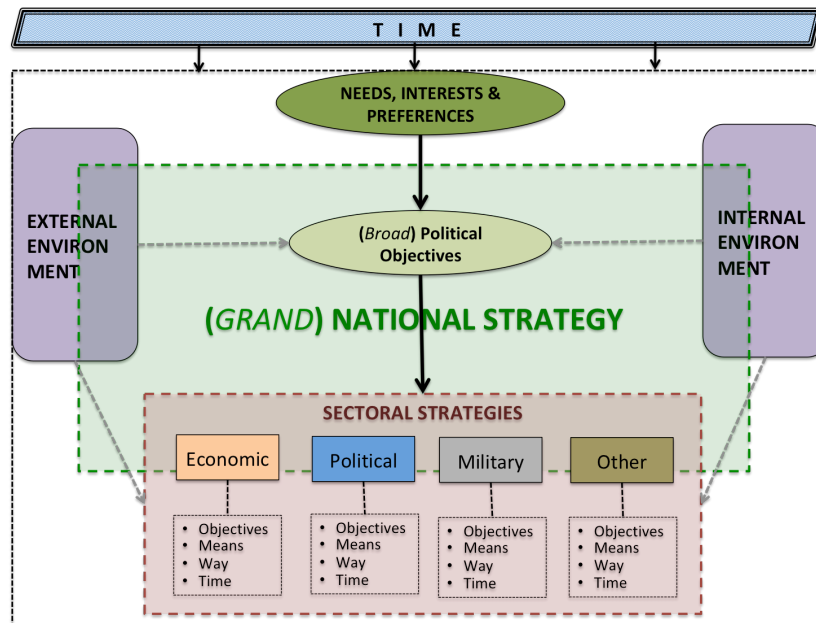 T I M E
NEEDS, INTERESTS &
PREFERENCES
EXTERNAL
ENVIRON
MENT
(Broad) Political
Objectives
INTERNAL
ENVIRON
MENT
(GRAND) NATIONAL STRATEGY
SECTORAL STRATEGIES
Economic
Political
Military
Other
• Objectives
• Means
• Way
• Time
• Objectives
• Means
• Way
• Time
• Objectives
• Means
• Way
• Time
• Objectives
• Means
• Way
• Time